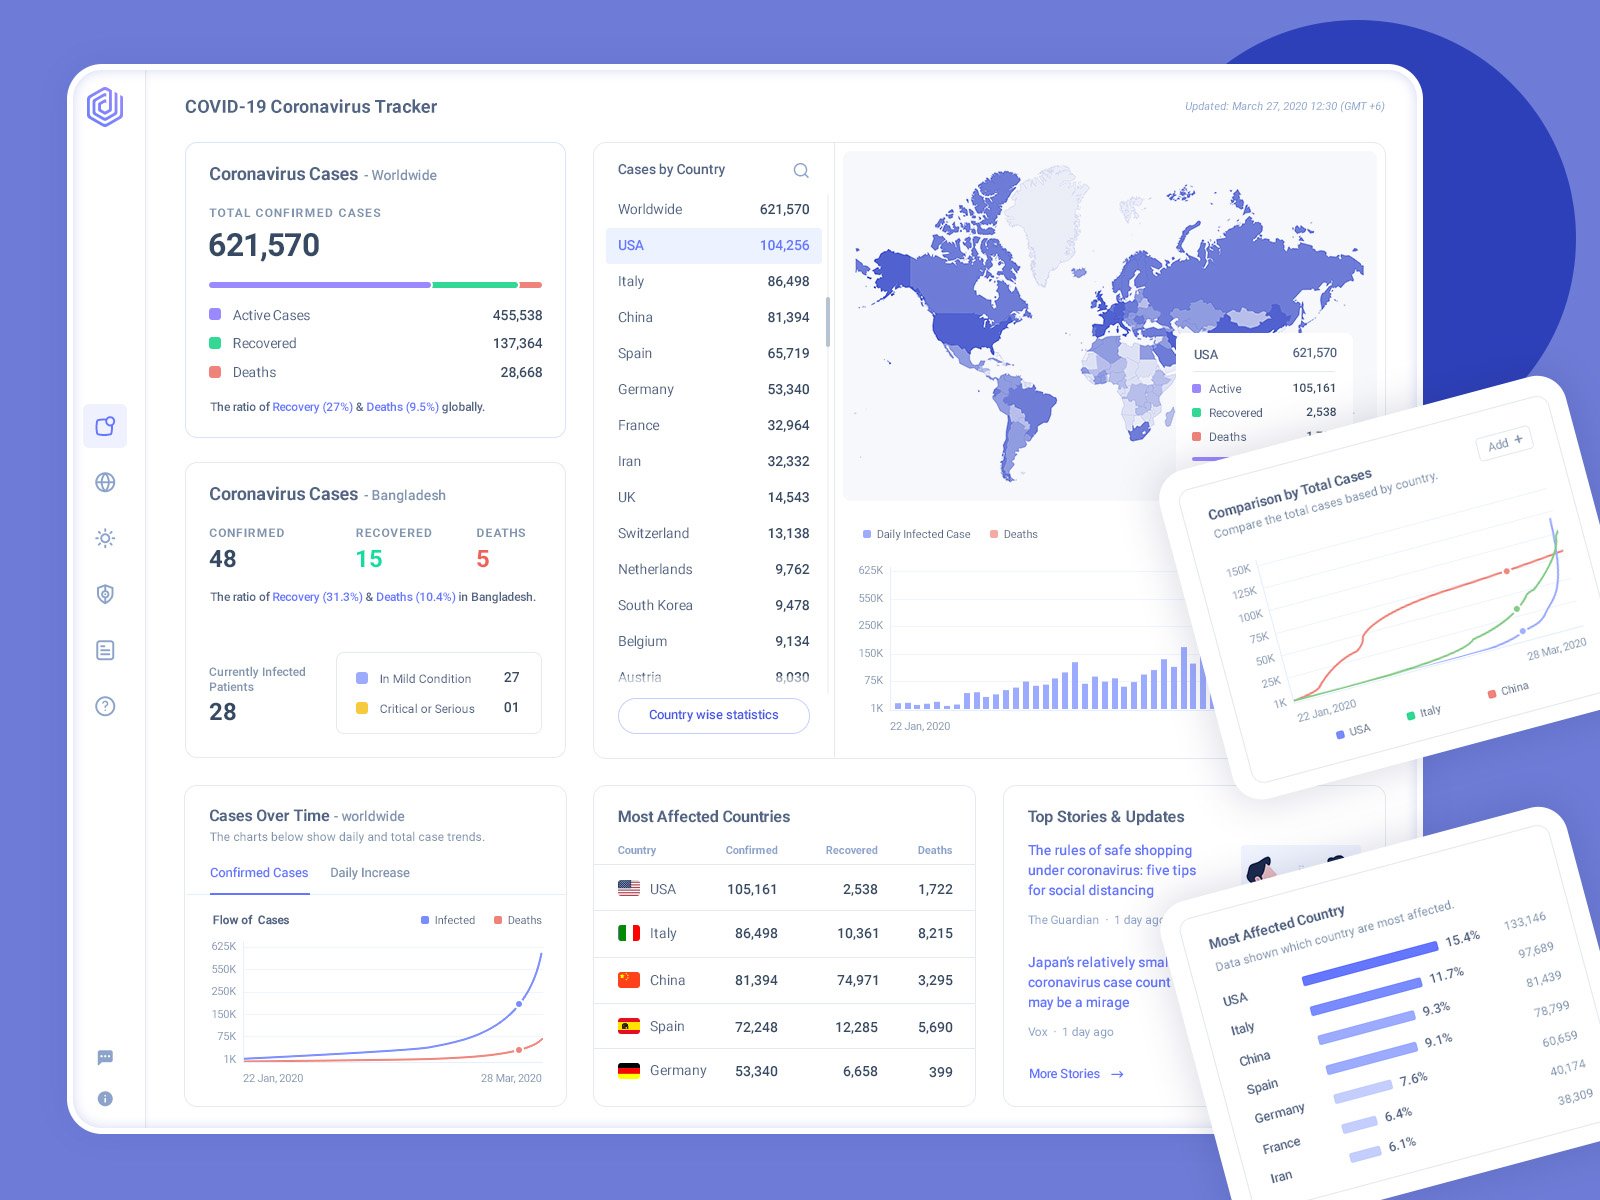 COVID-19 Coronavirus Tracker
Updated: March 27, 2020 12:30 (GMT +6)
Coronavirus Cases - Worldwide
TOTAL CONFIRMED CASES
621,570
Active Cases 455,538
Recovered 137,364
Deaths 28,668
The ratio of Recovery (27%) & Deaths (9.5%) globally.
Coronavirus Cases - Bangladesh
CONFIRMED RECOVERED DEATHS
48 15 5
The ratio of Recovery (31.3%) & Deaths (10.4%) in Bangladesh.
Currently Infected
Patients
28
In Mild Condition 27
Critical or Serious 01
Cases by Country
Worldwide 621,570
USA 104,256
Italy 86,498
China 81,394
Spain 65,719
Germany 53,340
France 32,964
Iran 32,332
UK 14,543
Switzerland 13,138
Netherlands 9,762
South Korea 9,478
Belgium 9,134
Austria 8,030
Country wise statistics
USA 621,570
Active 105,161
Recovered 2,538
Deaths
Daily Infected Case Deaths
625K
550K
250K
150K
75K
1K
22 Jan, 2020
Cases Over Time - worldwide
The charts below show daily and total case trends.
Confirmed Cases Daily Increase
Flow of Cases Infected Deaths
625K
550K
250K
150K
75K
1K
22 Jan, 2020 28 Mar, 2020
Most Affected Countries
Country Confirmed Recovered Deaths
USA 105,161 2,538 1,722
Italy 86,498 10,361 8,215
China 81,394 74,971 3,295
Spain 72,248 12,285 5,690
Germany 53,340 6,658 399
Top Stories & Updates
The rules of safe shopping
under coronavirus: five tips
for social distancing
The Guardian · 1 day ago
Japan's relatively small
coronavirus case count
may be a mirage
Vox · 1 day ago
More Stories →
Comparison by Total Cases
Add +
Compare the total cases based by country.
150K
125K
100K
75K
50K
25K
1K
22 Jan, 2020 28 Mar, 2020
USA Italy China
Most Affected Country
Data shown which country are most affected.
USA 15.4% 133,146
Italy 11.7% 97,689
China 9.3% 81,439
Spain 9.1% 78,799
Germany 7.6% 60,659
France 6.4% 40,174
Iran 6.1% 38,309